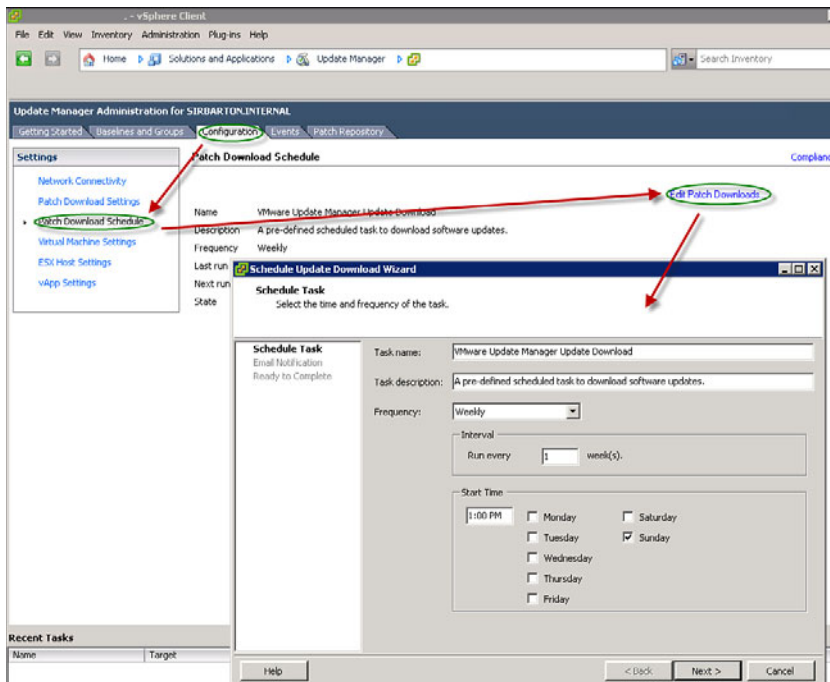 . - vSphere Client
File Edit View Inventory Administration Plug-ins Help
Home Solutions and Applications Update Manager
Search Inventory
Update Manager Administration for SIRBARTON.INTERNAL
Getting Started Baselines and Groups Configuration Events Patch Repository
Settings
Network Connectivity
Patch Download Settings
Patch Download Schedule
Virtual Machine Settings
ESX Host Settings
vApp Settings
Patch Download Schedule
Complianc
Edit Patch Downloads
Name VMware Update Manager Update Download
Description A pre-defined scheduled task to download software updates.
Frequency Weekly
Last run
Next run
State
Schedule Update Download Wizard
Schedule Task
Select the time and frequency of the task.
Schedule Task
Email Notification
Ready to Complete
Task name: VMware Update Manager Update Download
Task description: A pre-defined scheduled task to download software updates.
Frequency: Weekly
Interval
Run every 1 week(s).
Start Time
1:00 PM
Monday Saturday
Tuesday Sunday
Wednesday
Thursday
Friday
Recent Tasks
Name Target
Help < Back Next > Cancel